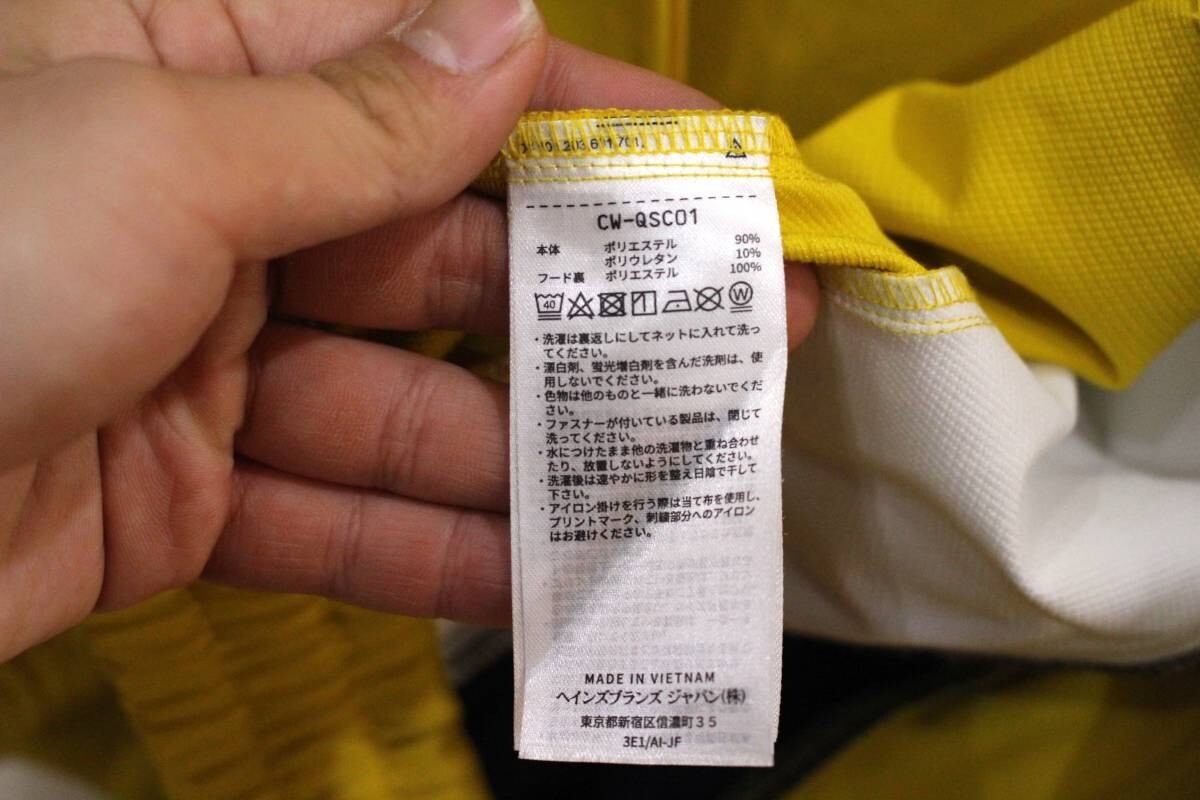 CW-QSC01
本体 ポリエステル 90%
ポリウレタン 10%
フード裏 ポリエステル 100%
40 W
・洗濯は裏返しにしてネットに入れて洗っ
てください。
・漂白剤、蛍光増白剤を含んだ洗剤は、使
用しないでください。
・色物は他のものと一緒に洗わないでくだ
さい。
・ファスナーが付いている製品は、閉じて
洗ってください。
・水につけたまま他の洗濯物と重ね合わせ
たり、放置しないようにしてください。
・洗濯後は速やかに形を整え日陰で干して
下さい。
・アイロン掛けを行う際は当て布を使用し、
プリントマーク、刺繍部分へのアイロン
はお避けください。
MADE IN VIETNAM
ヘインズブランズ ジャパン(株)
東京都新宿区信濃町35
3E1/AI-JF